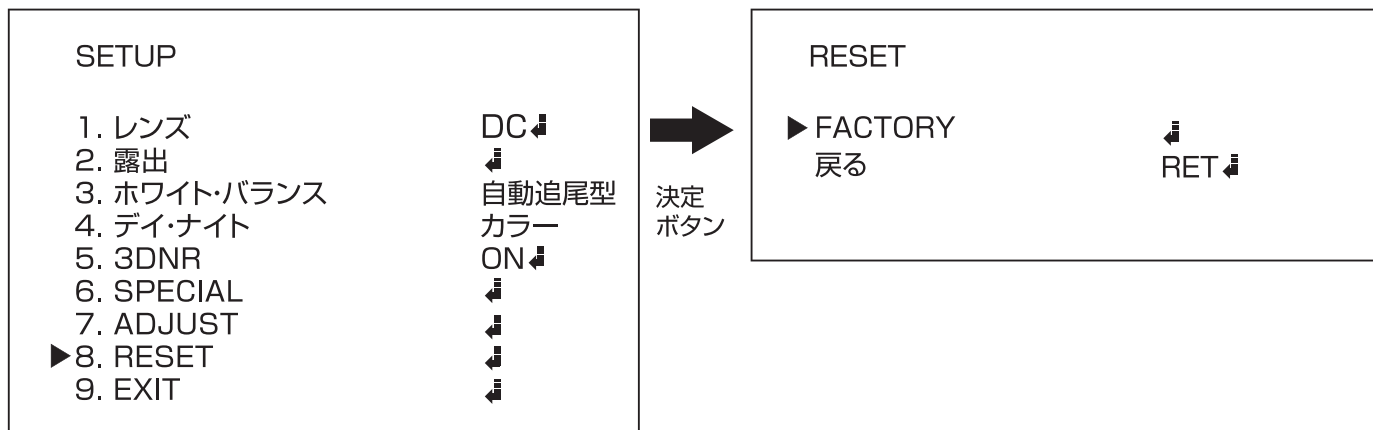 SETUP
1. レンズ DC↲
2. 露出 ↲
3. ホワイト・バランス 自動追尾型
4. デイ・ナイト カラー
5. 3DNR ON↲
6. SPECIAL ↲
7. ADJUST ↲
▶8. RESET ↲
9. EXIT ↲
決定
ボタン
RESET
▶FACTORY ↲
戻る RET↲